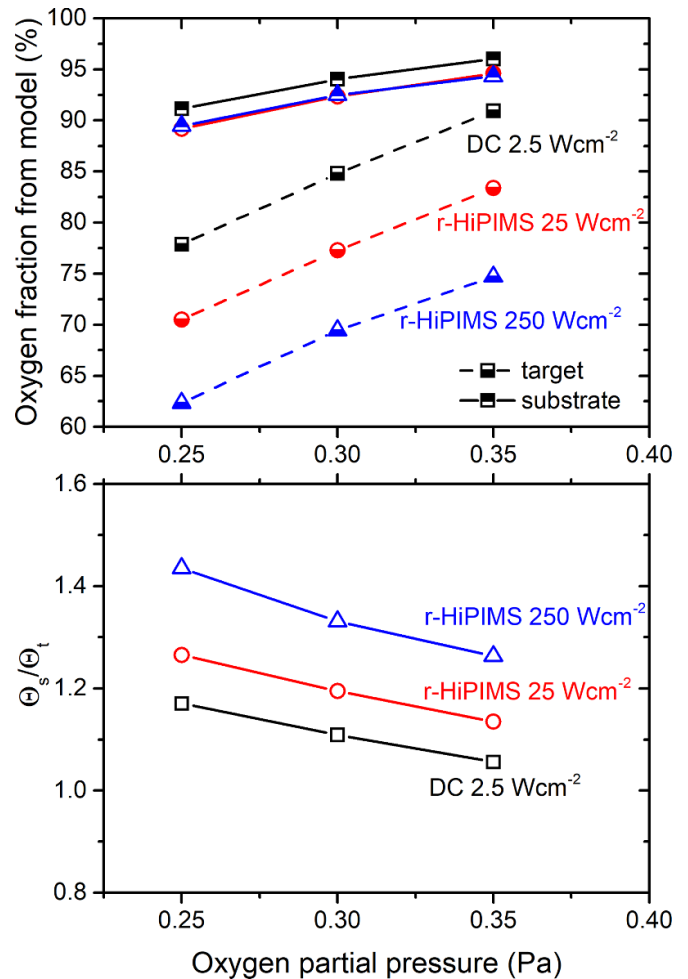 Oxygen fraction from model (%)
100
95
90
85
80
75
70
65
60
DC 2.5 Wcm⁻²
r-HiPIMS 25 Wcm⁻²
r-HiPIMS 250 Wcm⁻²
target
substrate
0.25 0.30 0.35 0.40
Θs/Θt
1.6
1.4
1.2
1.0
0.8
r-HiPIMS 250 Wcm⁻²
r-HiPIMS 25 Wcm⁻²
DC 2.5 Wcm⁻²
0.25 0.30 0.35 0.40
Oxygen partial pressure (Pa)